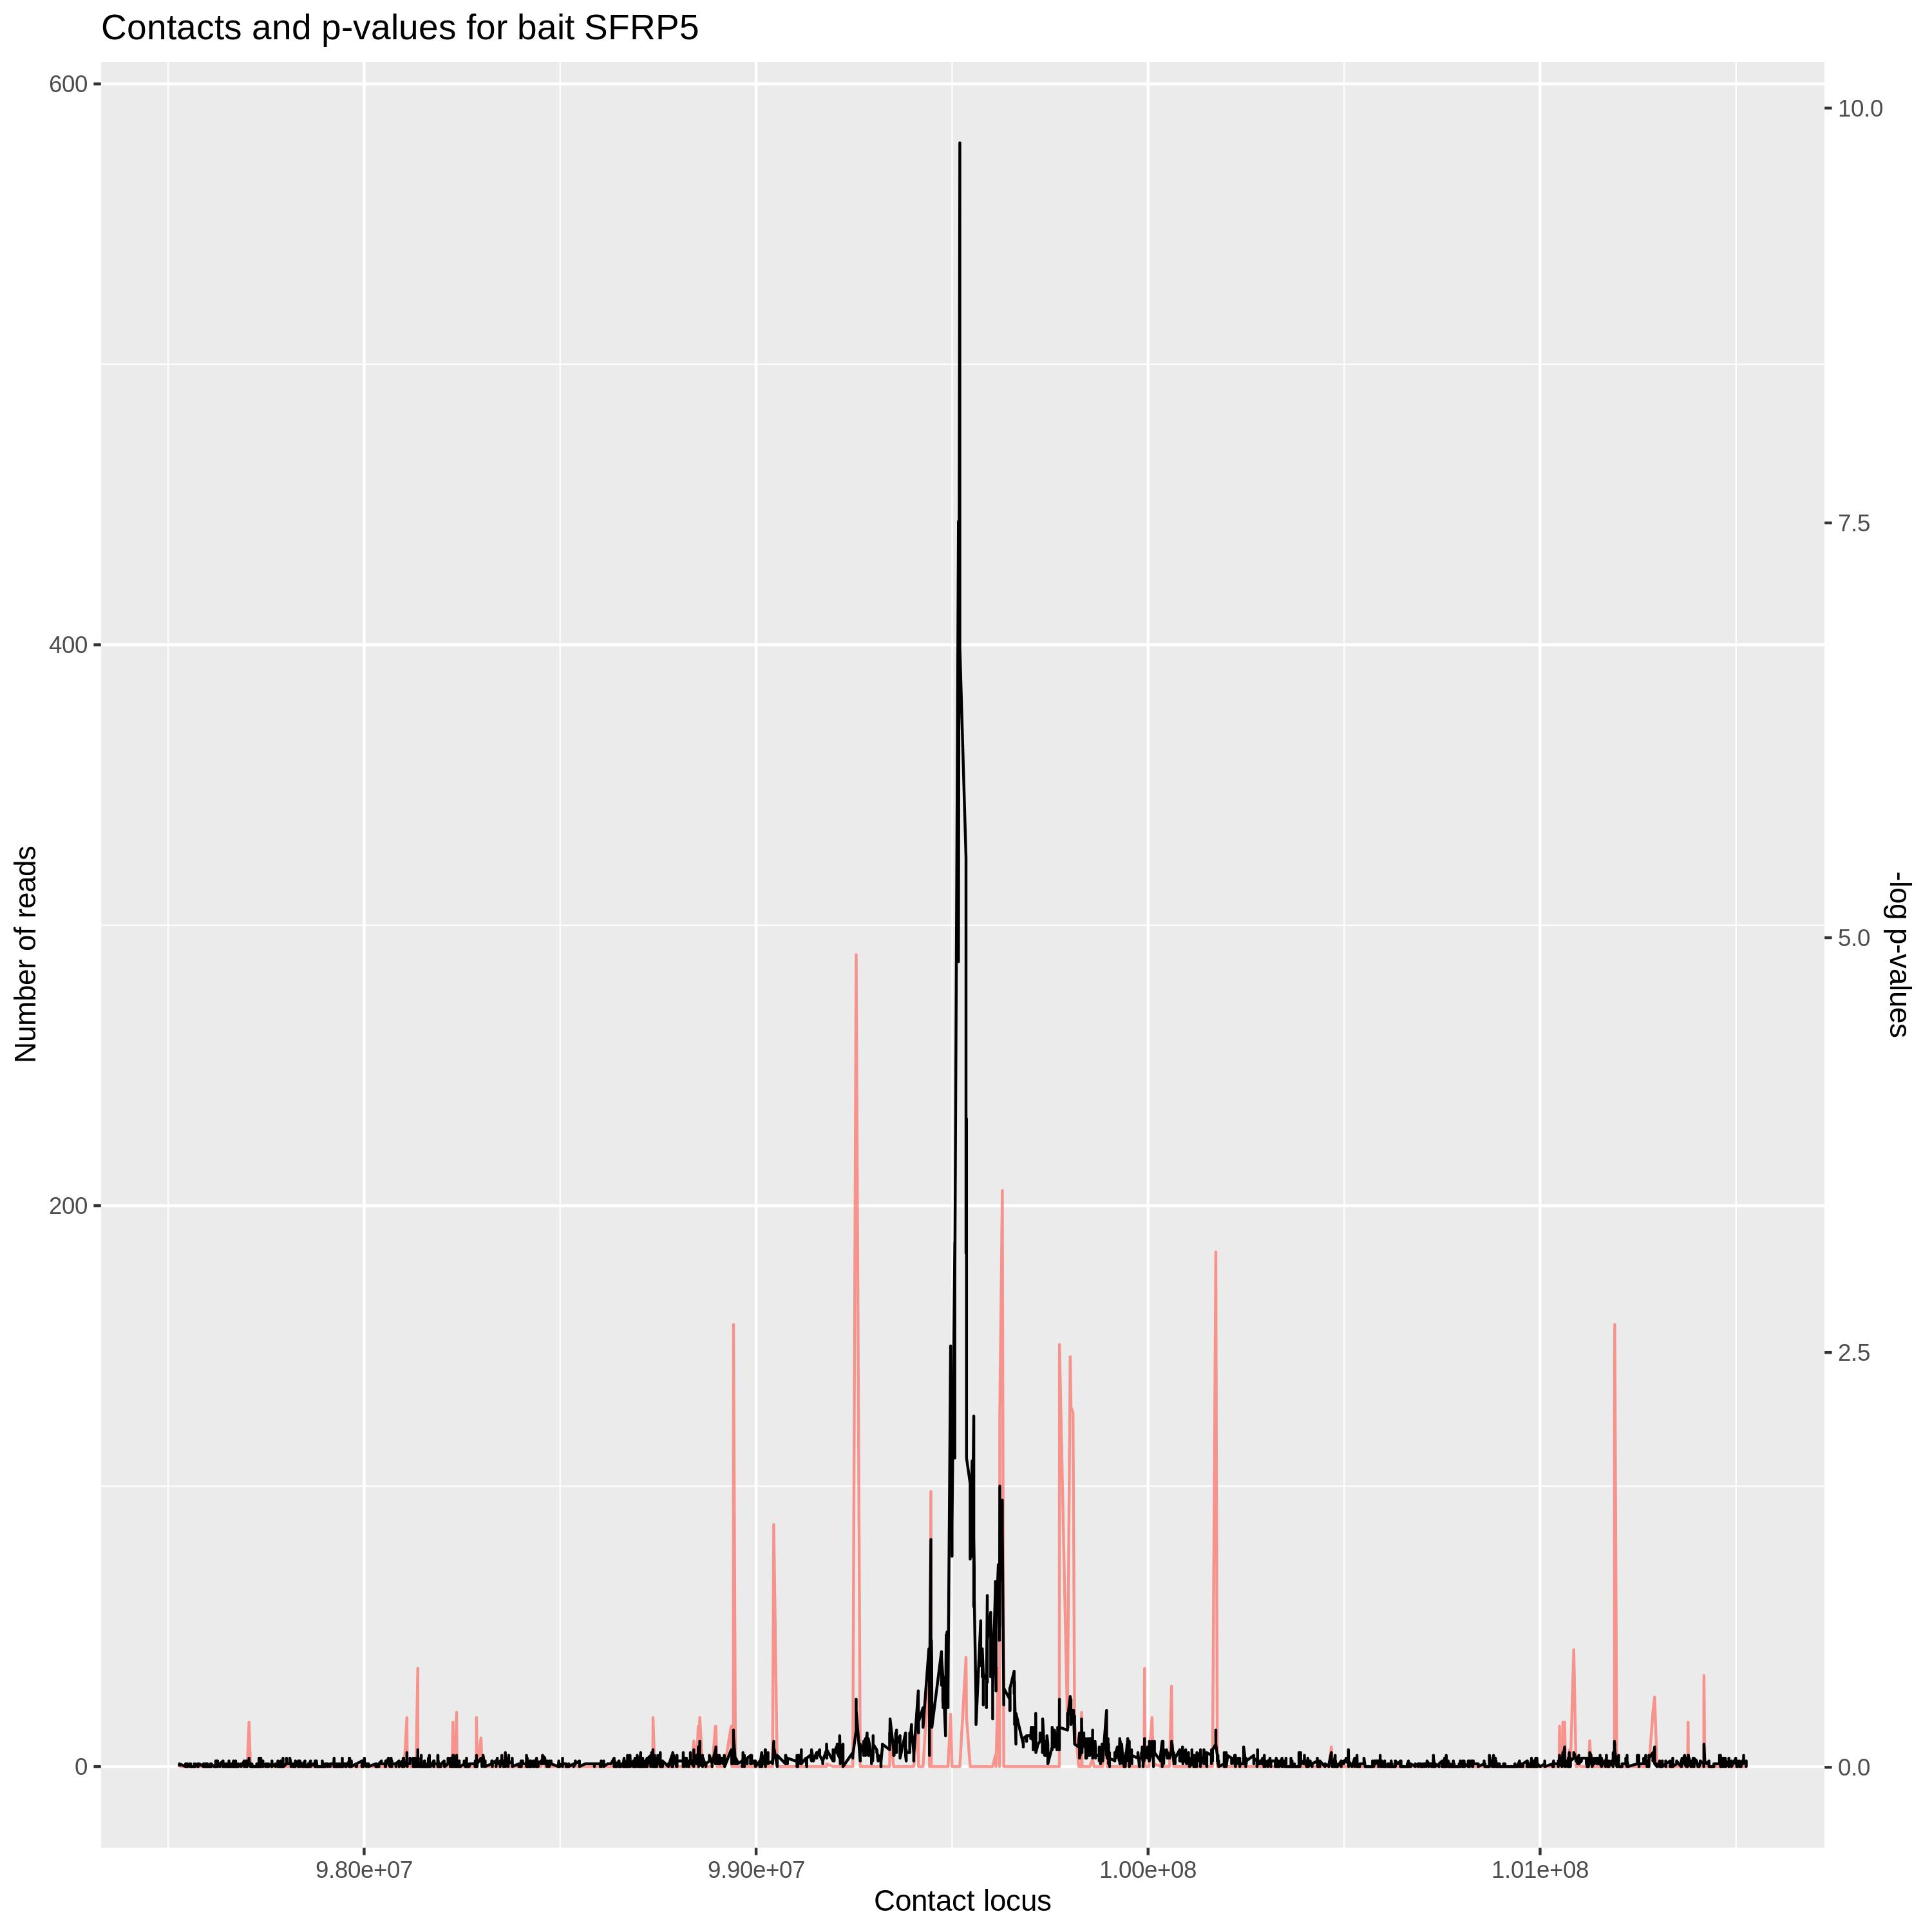 Contacts and p-values for bait SFRP5
600
400
200
0
Number of reads
10.0
7.5
5.0
2.5
0.0
-log p-values
9.80e+07
9.90e+07
1.00e+08
1.01e+08
Contact locus